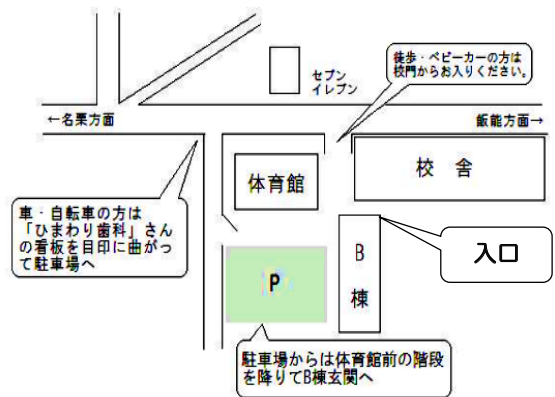 徒歩・ベビーカーの方は
校門からお入りください。
セブン
イレブン
←名栗方面
飯能方面→
体育館
校 舎
車・自転車の方は
「ひまわり歯科」さん
の看板を目印に曲がっ
て駐車場へ
B
棟
入口
P
駐車場からは体育館前の階段
を降りてB棟玄関へ